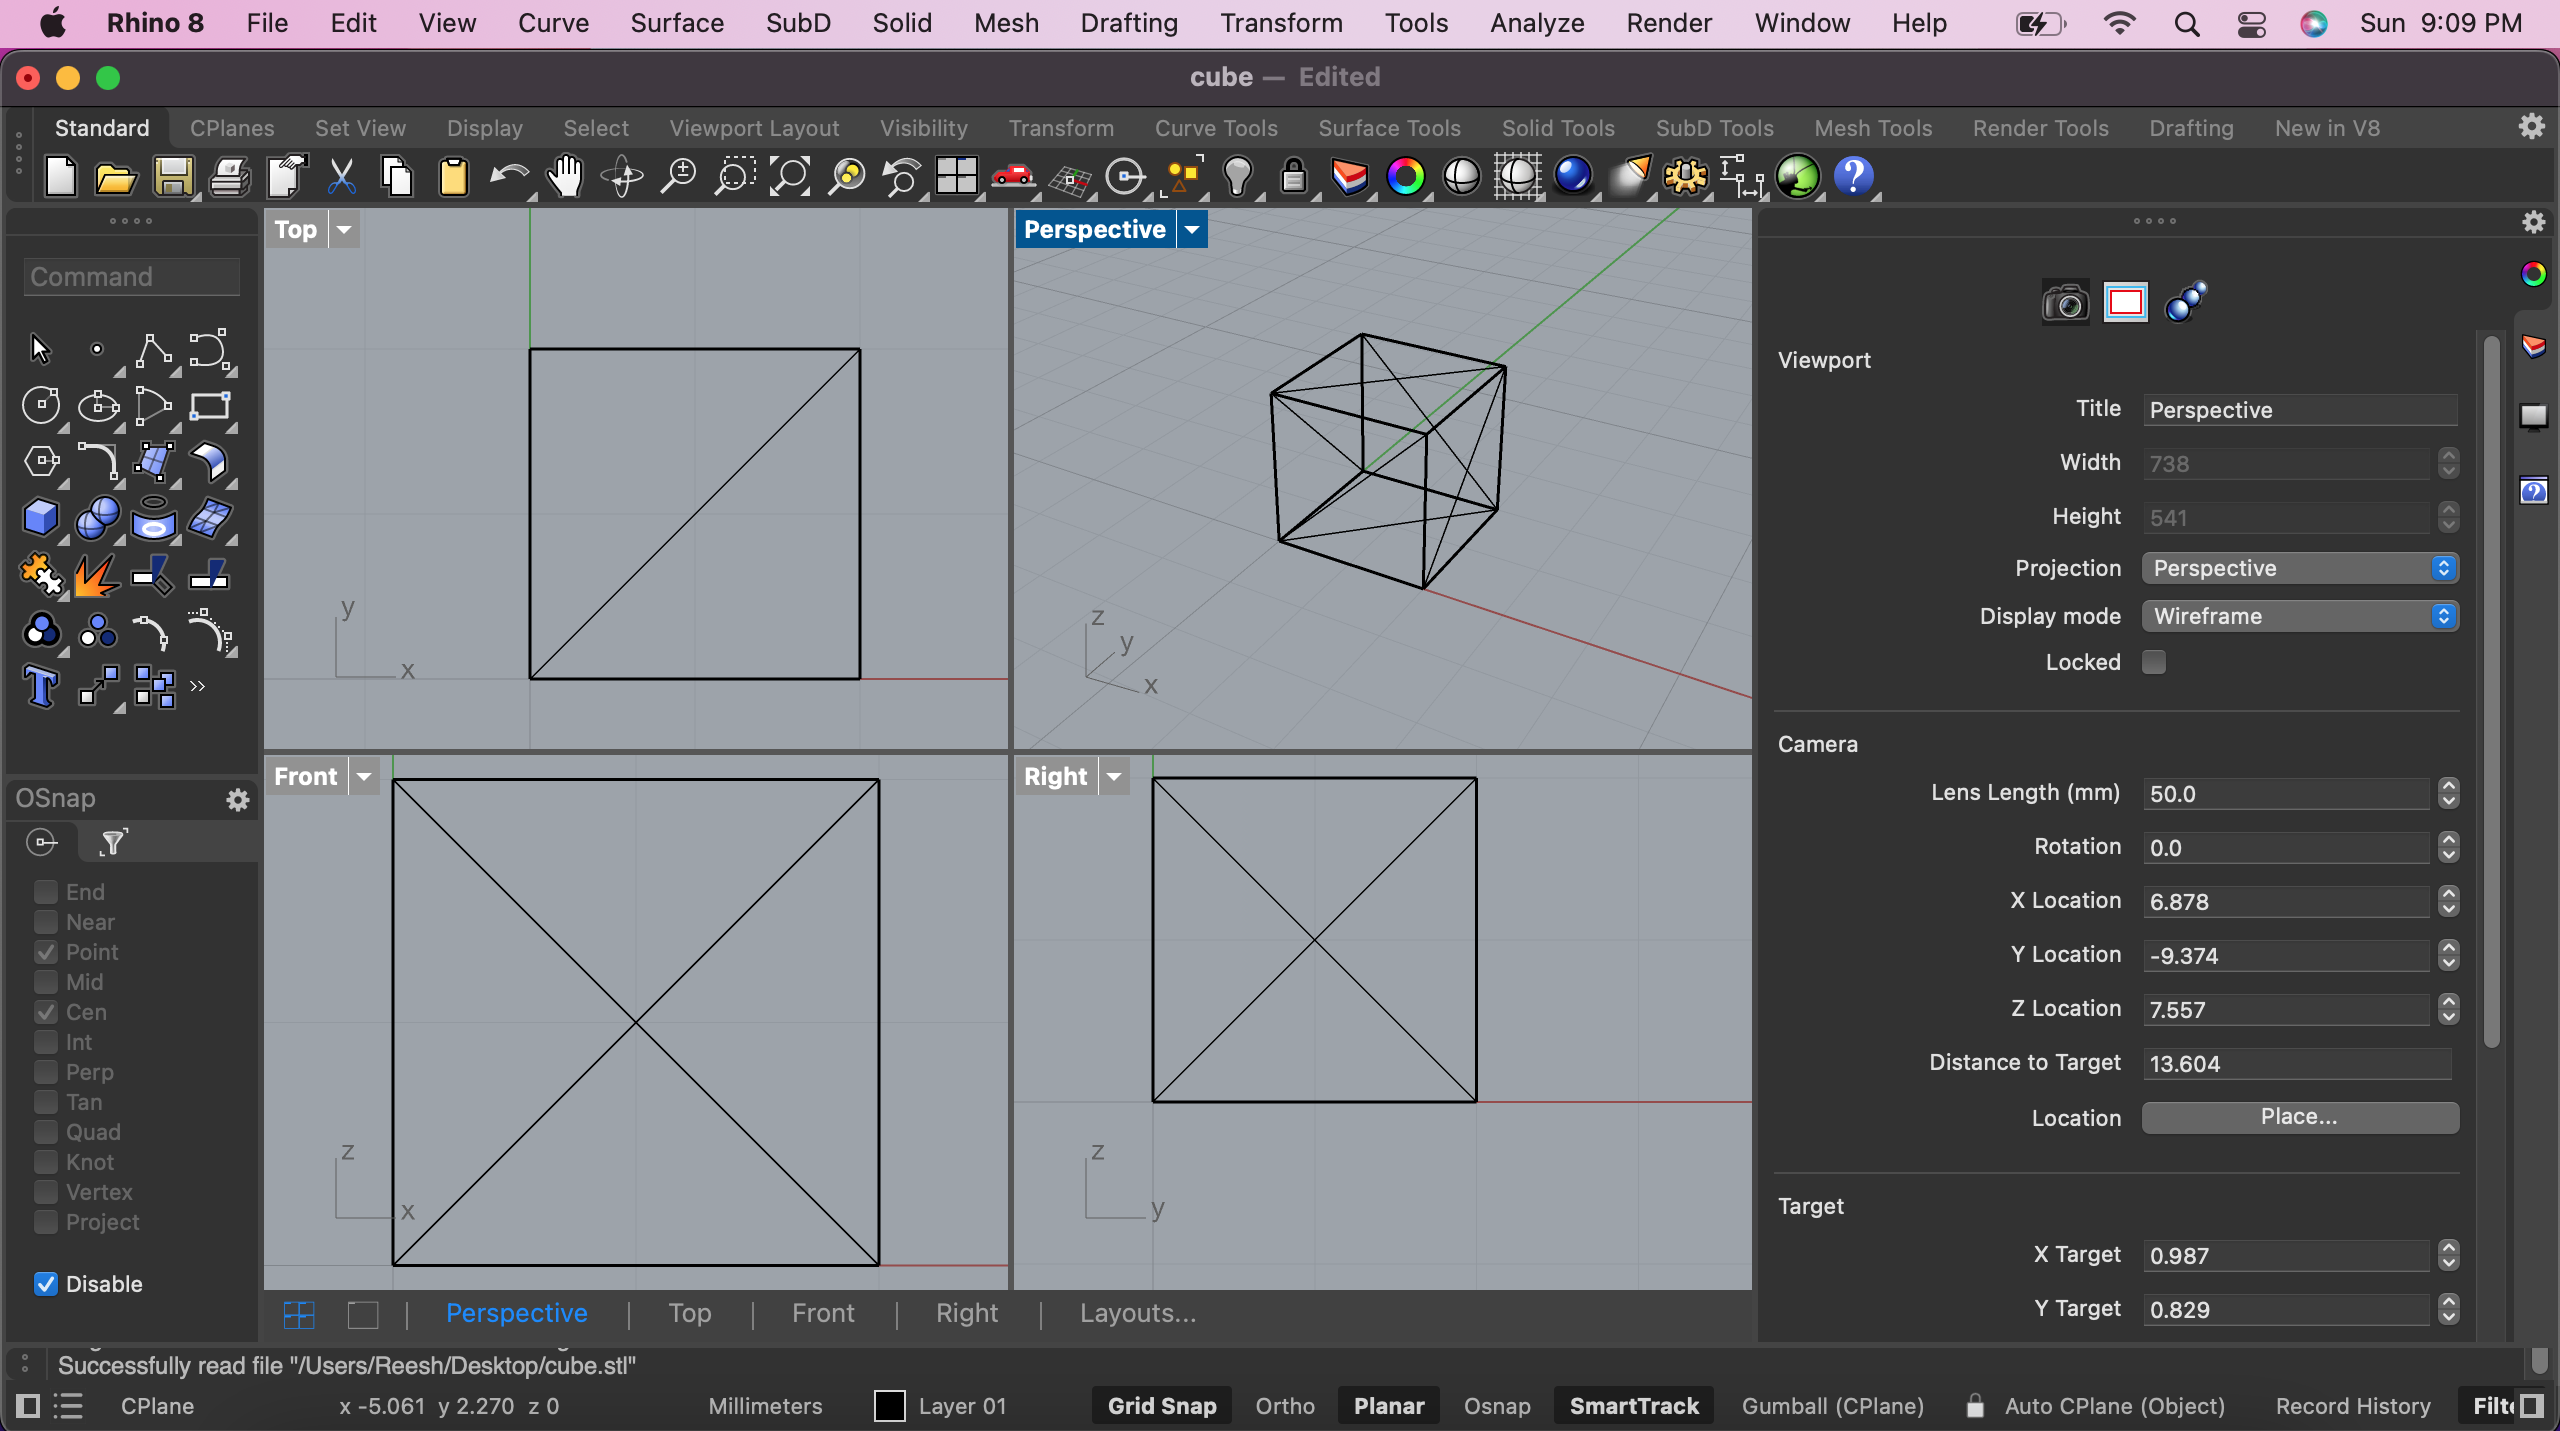 Rhino 8 File Edit View Curve Surface SubD Solid Mesh Drafting Transform Tools Analyze Render Window Help Sun 9:09 PM
cube — Edited
Standard CPlanes Set View Display Select Viewport Layout Visibility Transform Curve Tools Surface Tools Solid Tools SubD Tools Mesh Tools Render Tools Drafting New in V8
Command
OSnap
End
Near
Point
Mid
Cen
Int
Perp
Tan
Quad
Knot
Vertex
Project
Disable
Top
y
x
Perspective
z
y
x
Front
z
x
Right
z
y
Perspective | Top | Front | Right | Layouts...
Viewport
Title Perspective
Width 738
Height 541
Projection Perspective
Display mode Wireframe
Locked
Camera
Lens Length (mm) 50.0
Rotation 0.0
X Location 6.878
Y Location -9.374
Z Location 7.557
Distance to Target 13.604
Location Place...
Target
X Target 0.987
Y Target 0.829
Successfully read file "/Users/Reesh/Desktop/cube.stl"
CPlane x -5.061 y 2.270 z 0 Millimeters Layer 01 Grid Snap Ortho Planar Osnap SmartTrack Gumball (CPlane) Auto CPlane (Object) Record History